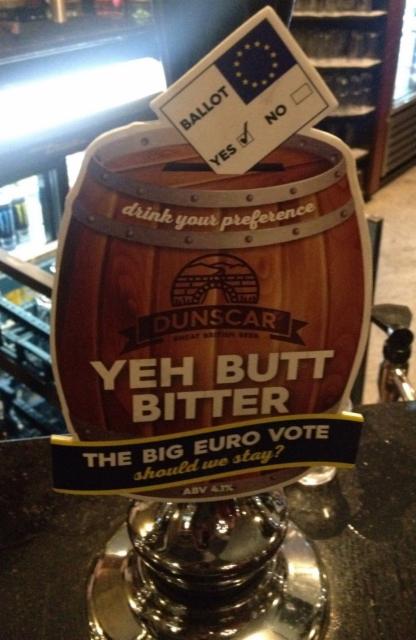 BALLOT
YES NO
drink your preference
DUNSCAR
GREAT BRITISH BEER
YEH BUTT
BITTER
THE BIG EURO VOTE
should we stay?
ABV 4.1%